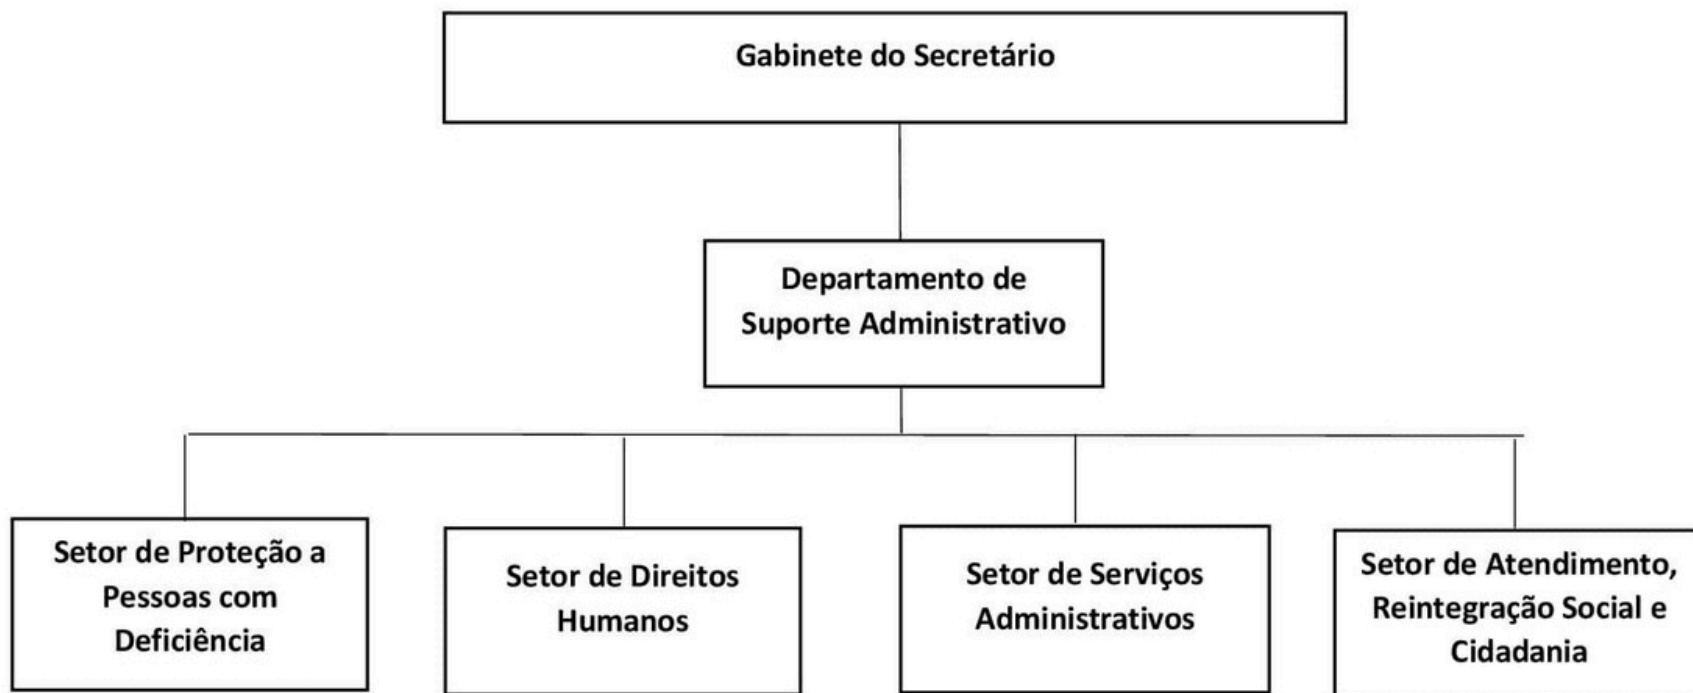 Gabinete do Secretário
Departamento de
Suporte Administrativo
Setor de Proteção a
Pessoas com
Deficiência
Setor de Direitos
Humanos
Setor de Serviços
Administrativos
Setor de Atendimento,
Reintegração Social e
Cidadania